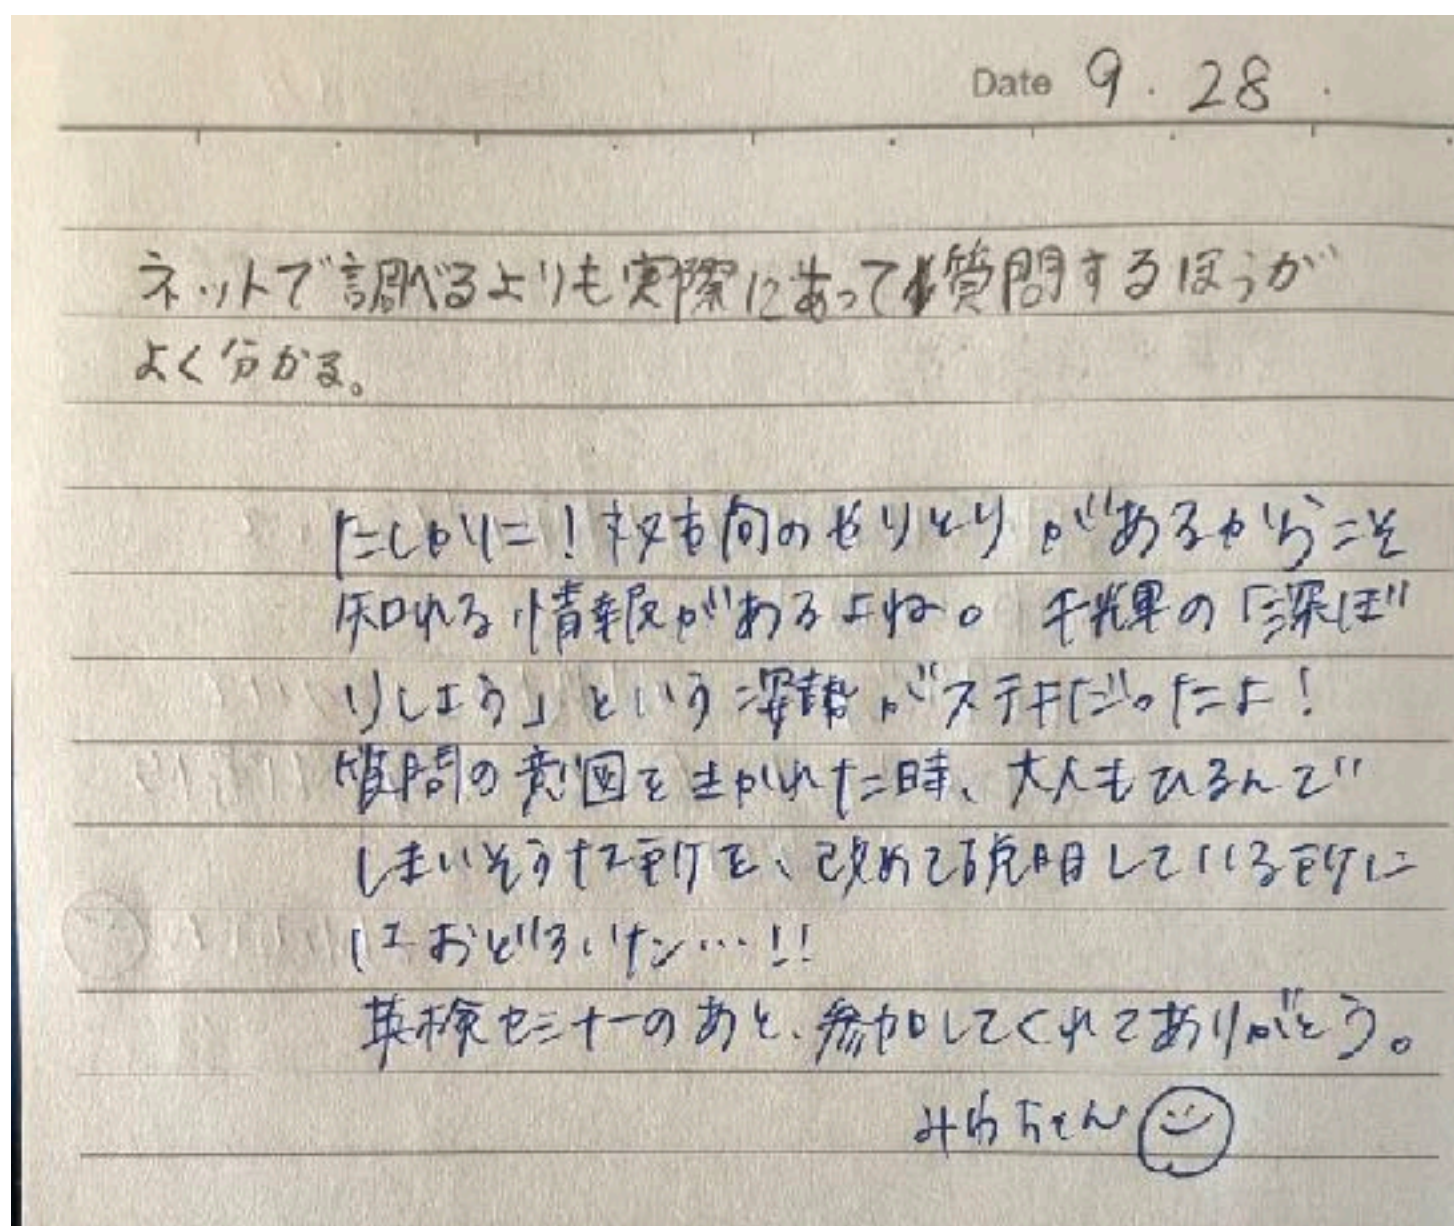 Date 9.28.
ネットで調べるよりも実際にあって質問するほうが
よく分かる。
たしかに!双方向のやりとりがあるからこそ
知れる情報があるよね。千輝の「深ぼ
りしよう」という姿勢がステキだったよ!
質問の意図をきかれた時、大人もひるんで
しまいそうな所を、改めて説明している所に
はおどろいた…!!
英検セミナーのあと、参加してくれてありがとう。
みわちゃん